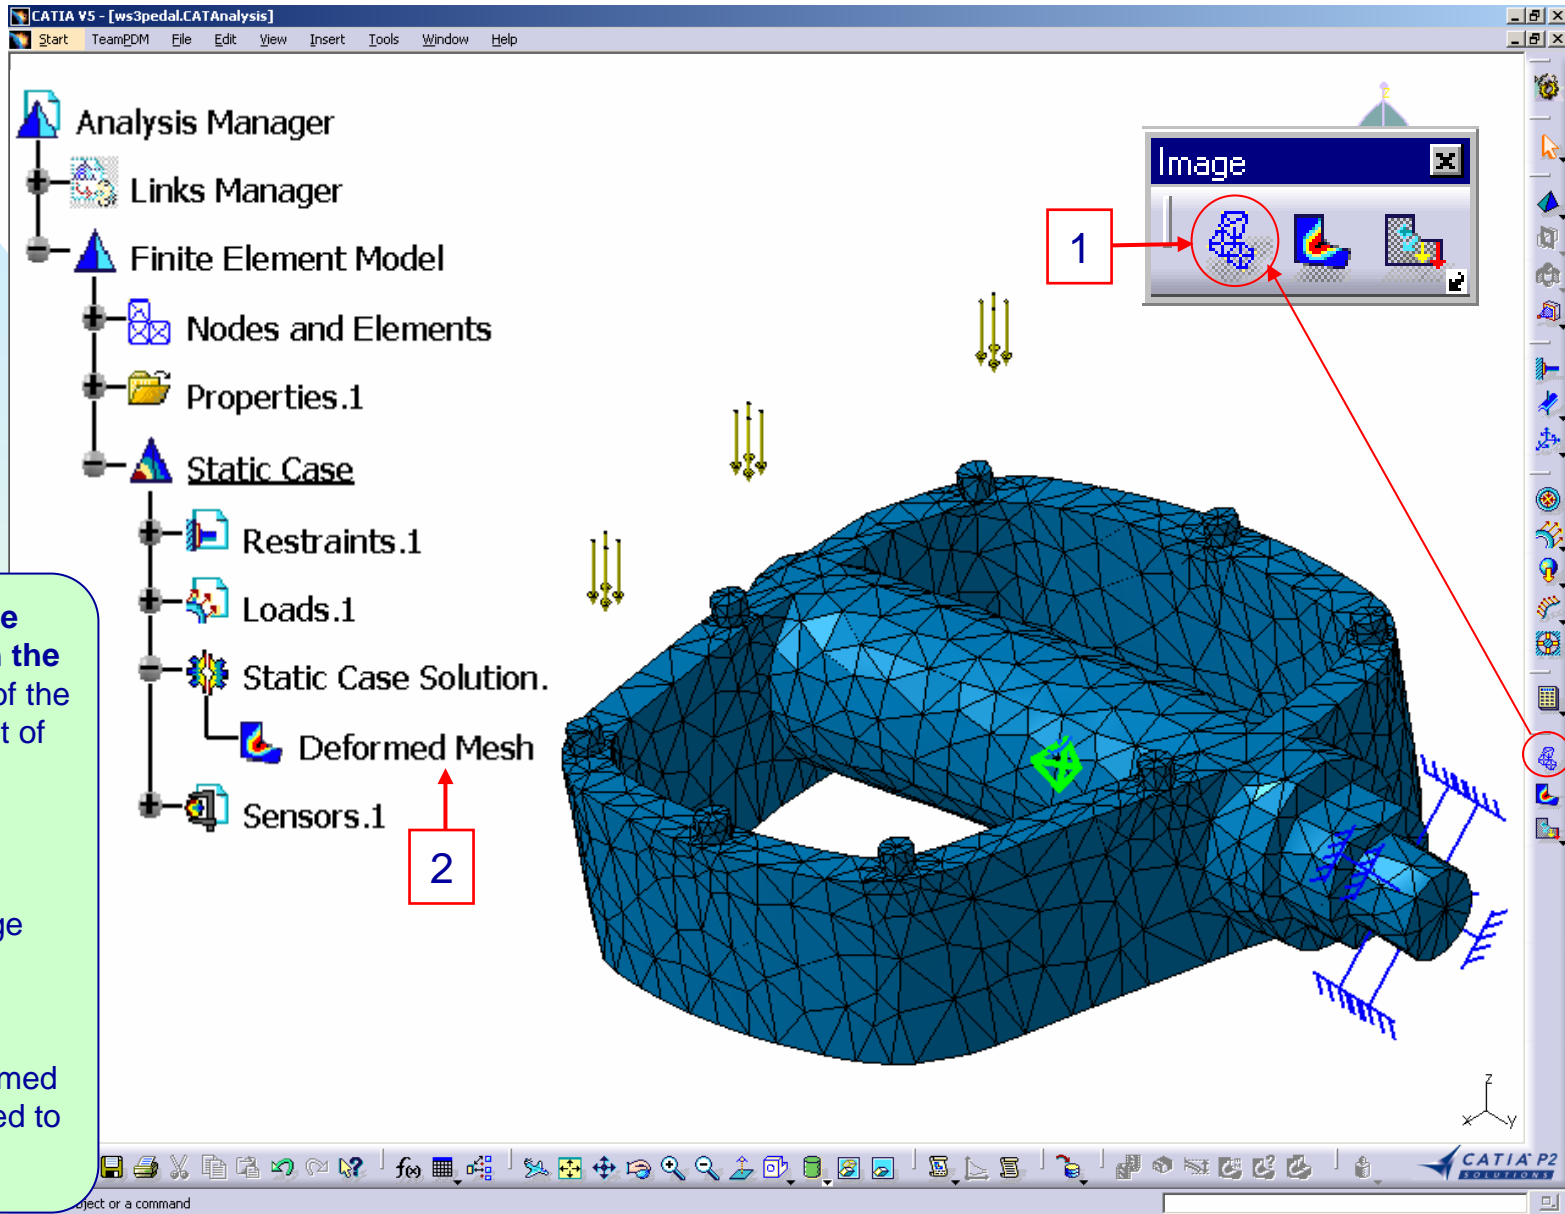 CATIA V5 - [ws3pedal.CATAnalysis]
Start TeamPDM File Edit View Insert Tools Window Help
Analysis Manager
Links Manager
Finite Element Model
Nodes and Elements
Properties.1
Static Case
Restraints.1
Loads.1
Static Case Solution.
Deformed Mesh
Sensors.1
Image
1
2
z
z
x
y
e
the
of the
t of
ge
med
ed to
f(x)
CATIA P2
SOLUTIONS
ject or a command